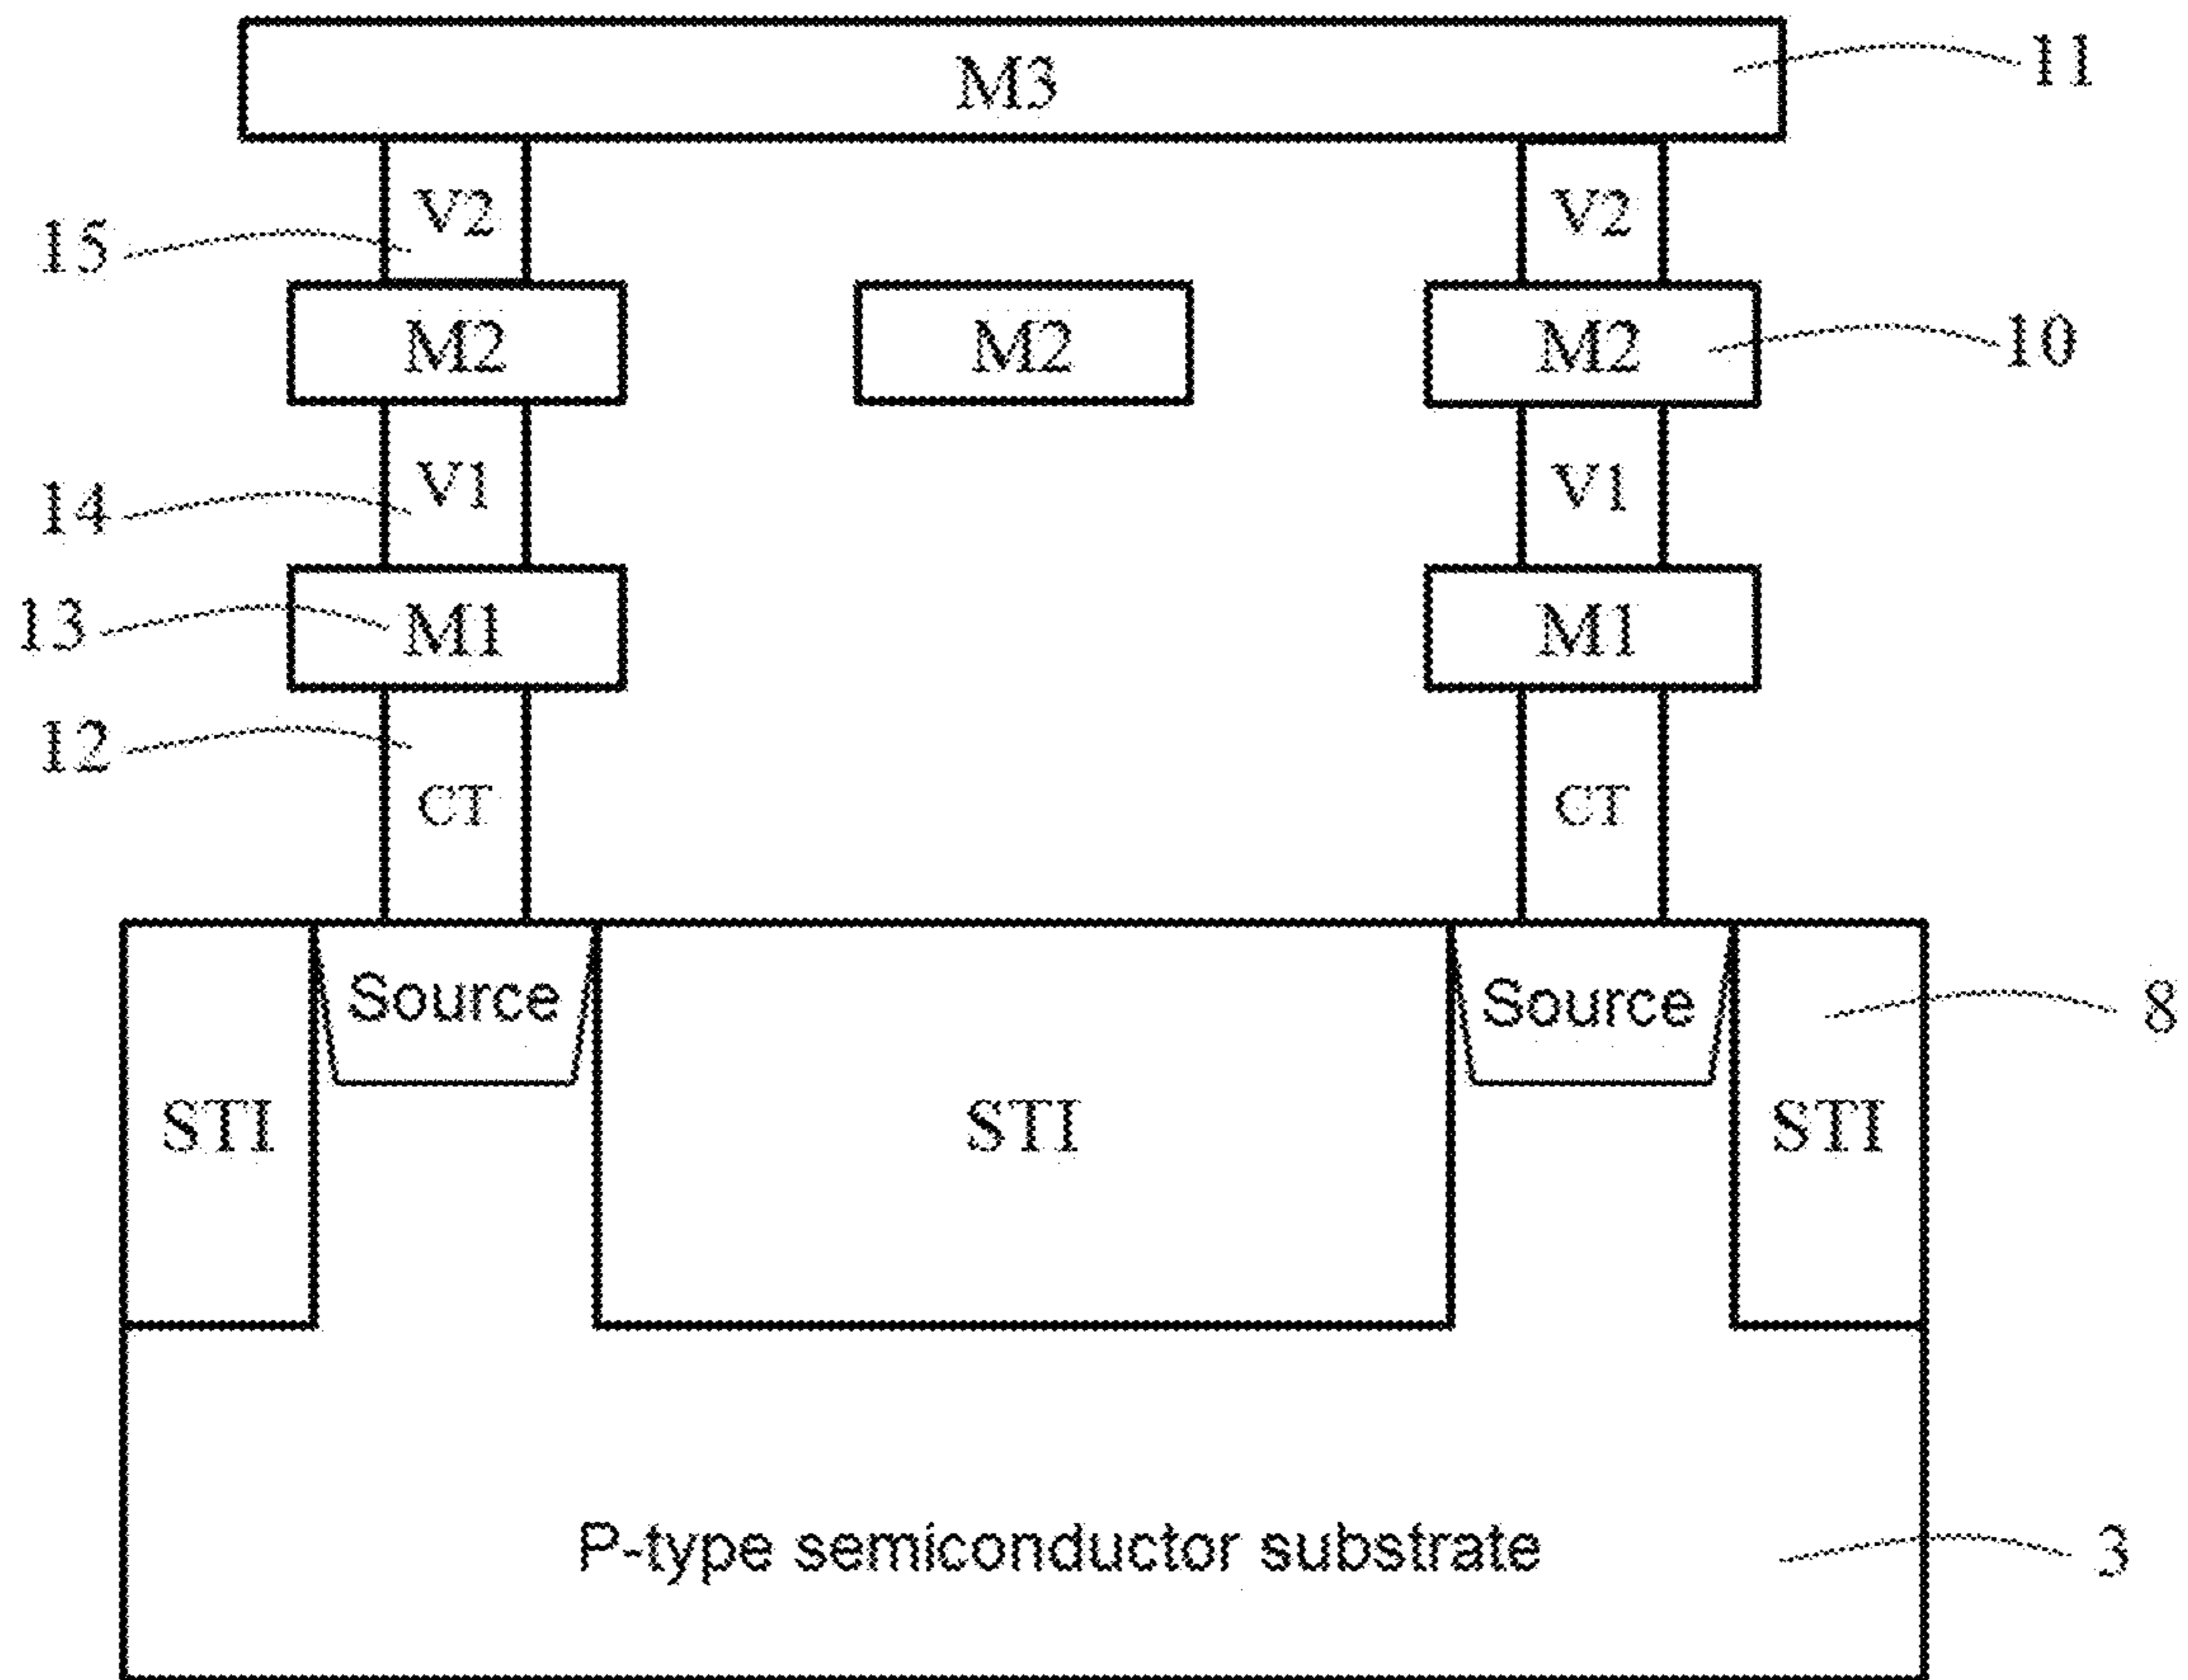 M3 11
V2 V2
15
M2 M2 M2 10
V1 V1
14
13 M1 M1
12
CT CT
Source Source 8
STI STI STI
P-type semiconductor substrate 3